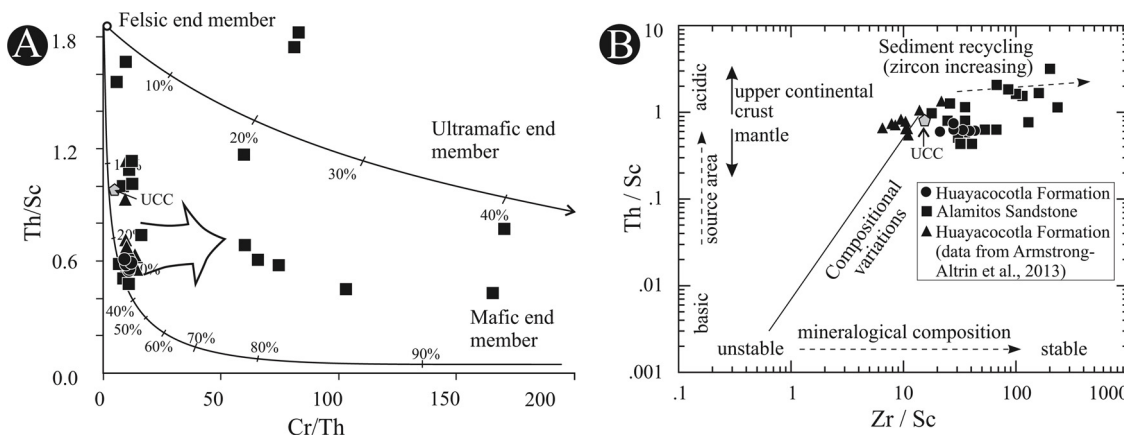 A
Felsic end member
1.8
10%
20%
Ultramafic end
member
30%
1.2
UCC
40%
Th/Sc
20%
0.6
Mafic end
member
40%
50%
60%
70%
80%
90%
0.0
0
50
100
150
200
Cr/Th
B
10
1
.1
.01
.001
Th / Sc
acidic
source area
basic
upper continental
crust
mantle
Sediment recycling
(zircon increasing)
UCC
Compositional
variations
Huayacocotla Formation
Alamitos Sandstone
Huayacocotla Formation
(data from Armstrong-
Altrin et al., 2013)
mineralogical composition
unstable
stable
.1
1
10
100
1000
Zr / Sc